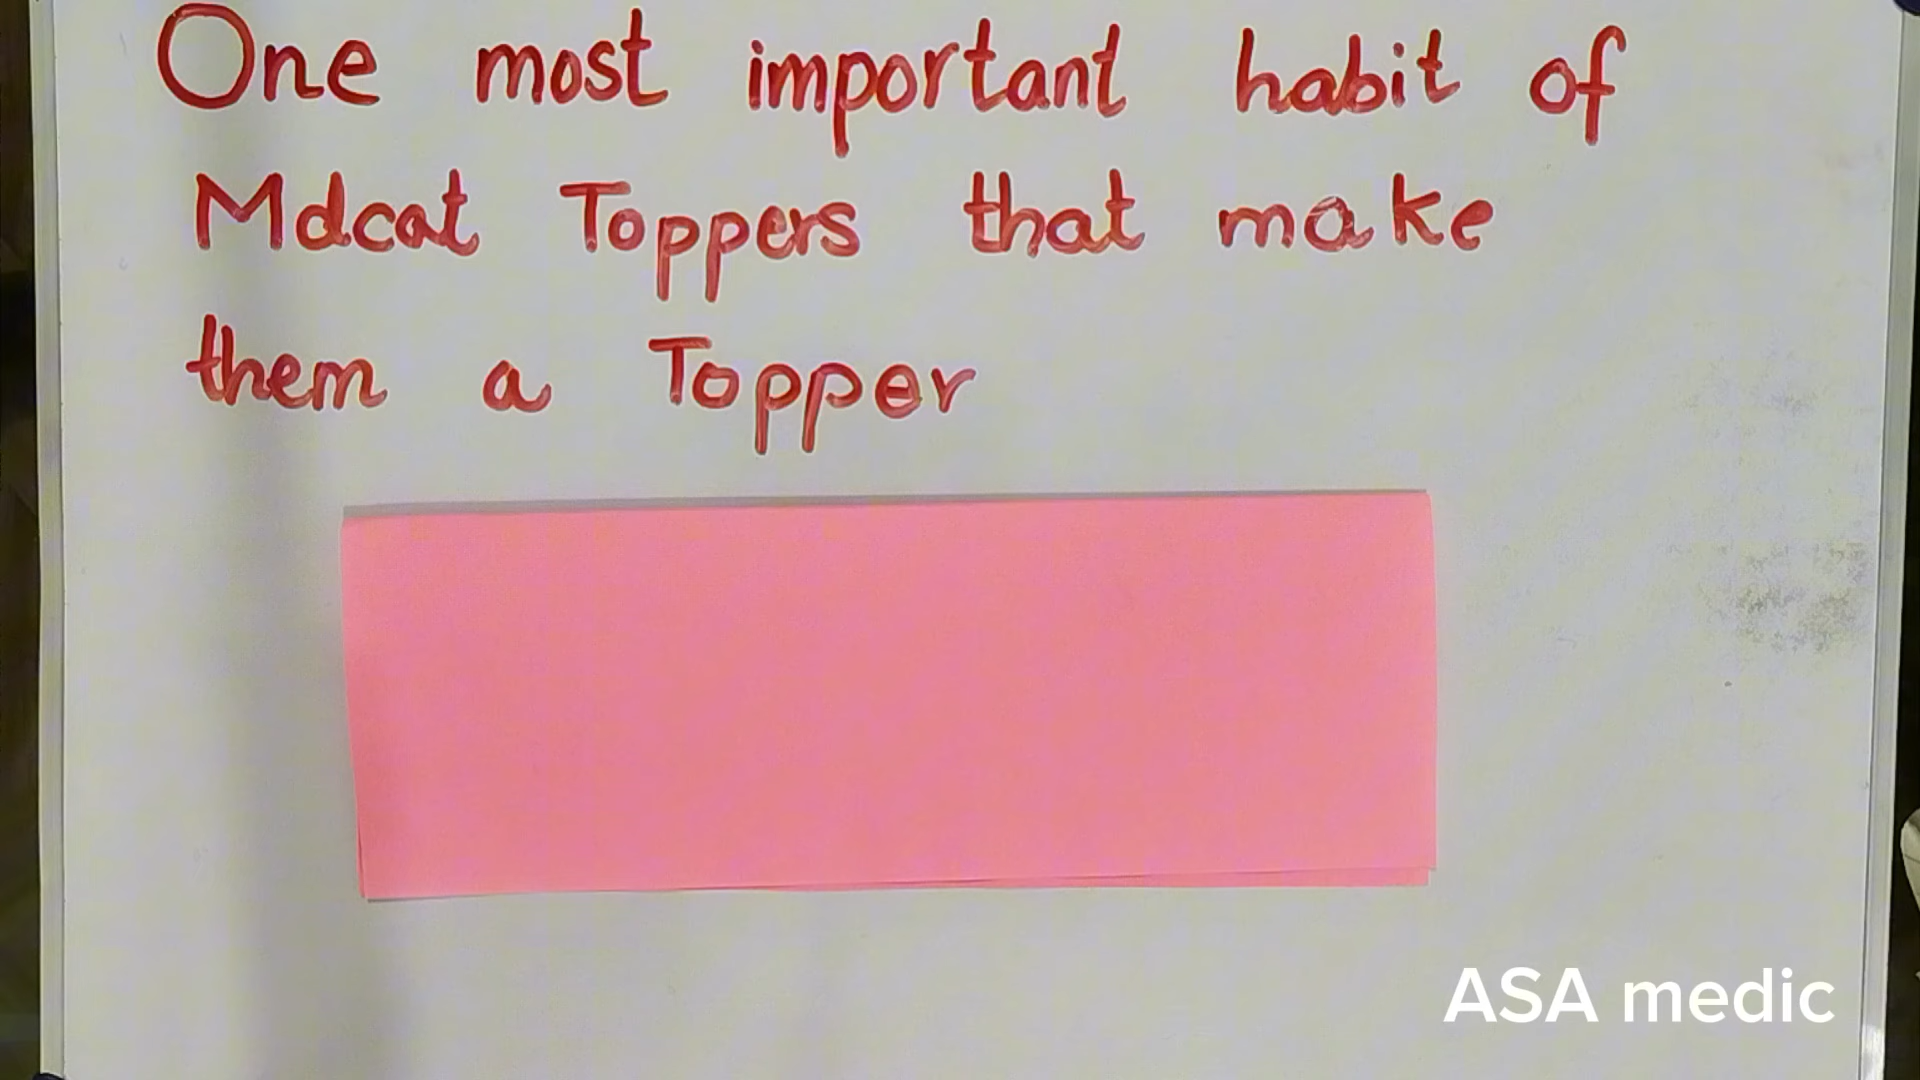 One most important habit of
Mdcat Toppers that make
them a Topper
ASA medic